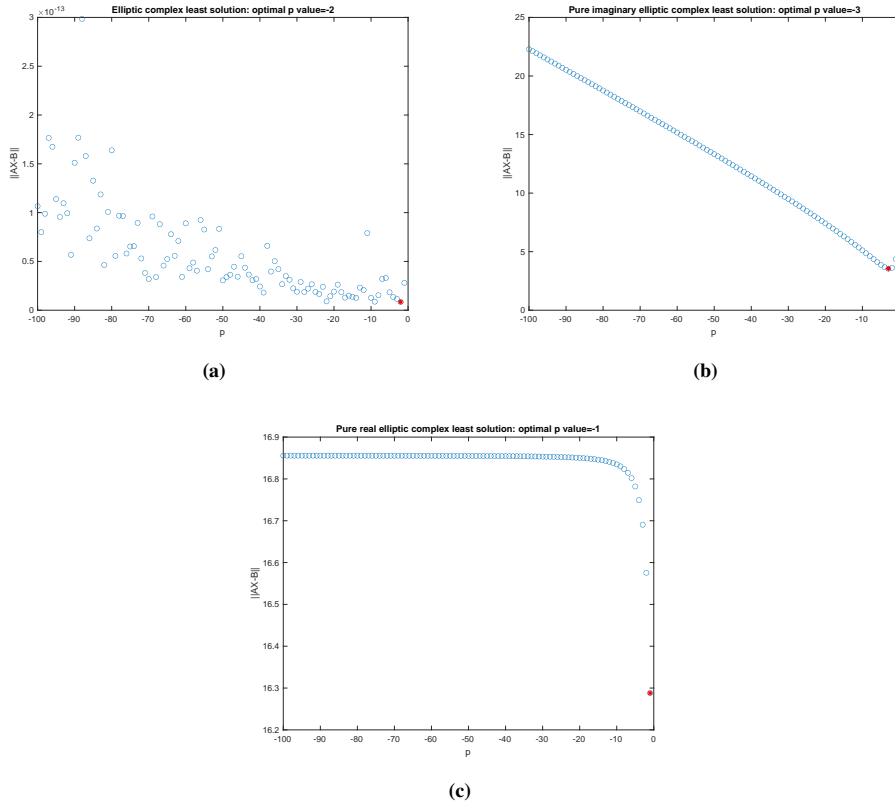 Elliptic complex least solution: optimal p value=-2
×10-13
3
2.5
2
1.5
1
0.5
0
||AX-B||
-100 -90 -80 -70 -60 -50 -40 -30 -20 -10 0
p
(a)
Pure imaginary elliptic complex least solution: optimal p value=-3
25
20
15
10
5
0
||AX-B||
-100 -90 -80 -70 -60 -50 -40 -30 -20 -10
p
(b)
Pure real elliptic complex least solution: optimal p value=-1
16.9
16.8
16.7
16.6
16.5
16.4
16.3
16.2
||AX-B||
-100 -90 -80 -70 -60 -50 -40 -30 -20 -10 0
p
(c)